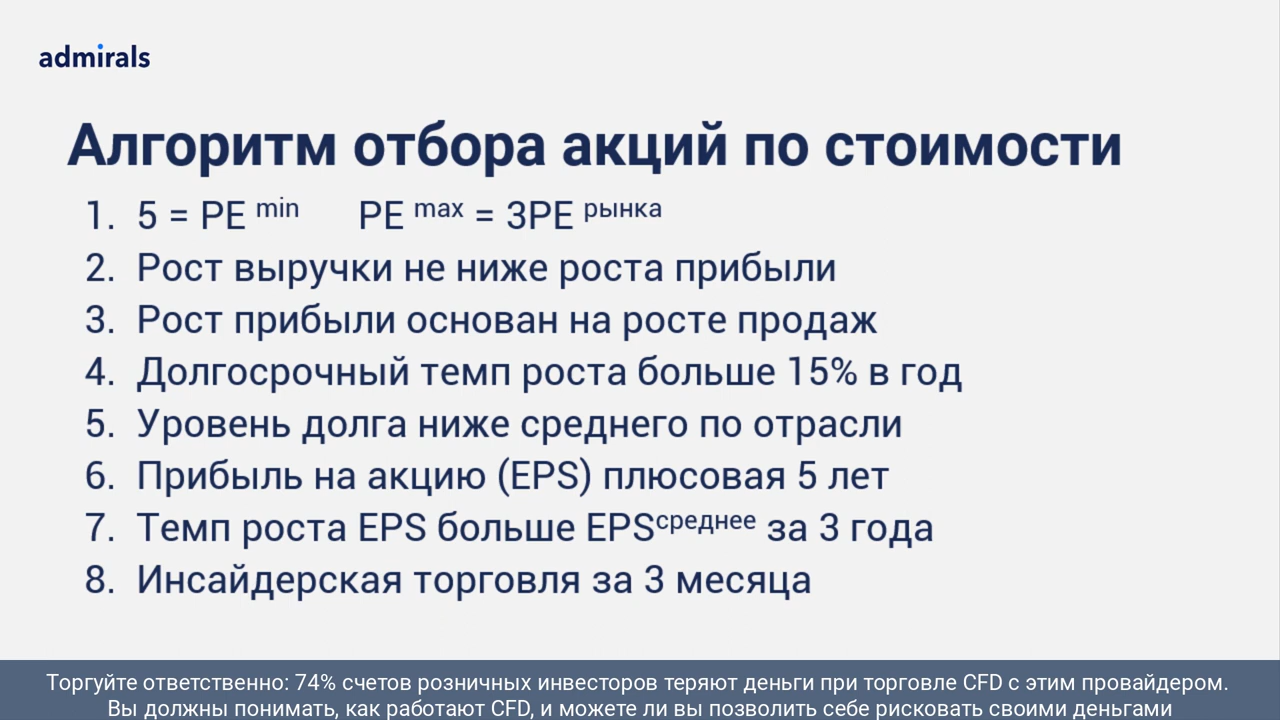 admirals
Алгоритм отбора акций по стоимости
1. 5 = PE min PE max = 3PE рынка
2. Рост выручки не ниже роста прибыли
3. Рост прибыли основан на росте продаж
4. Долгосрочный темп роста больше 15% в год
5. Уровень долга ниже среднего по отрасли
6. Прибыль на акцию (EPS) плюсовая 5 лет
7. Темп роста EPS больше EPSсреднее за 3 года
8. Инсайдерская торговля за 3 месяца
Торгуйте ответственно: 74% счетов розничных инвесторов теряют деньги при торговле CFD с этим провайдером.
Вы должны понимать, как работают CFD, и можете ли вы позволить себе рисковать своими деньгами